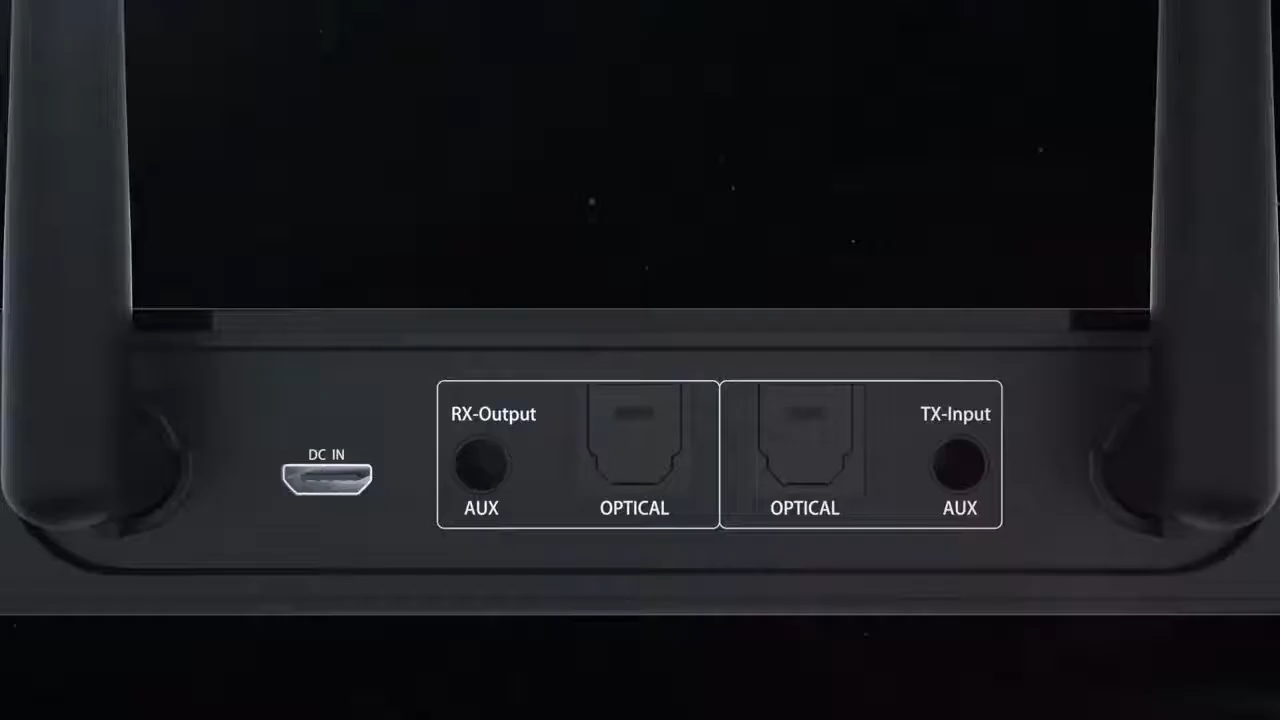 DC IN
RX-Output
AUX
OPTICAL
TX-Input
OPTICAL
AUX